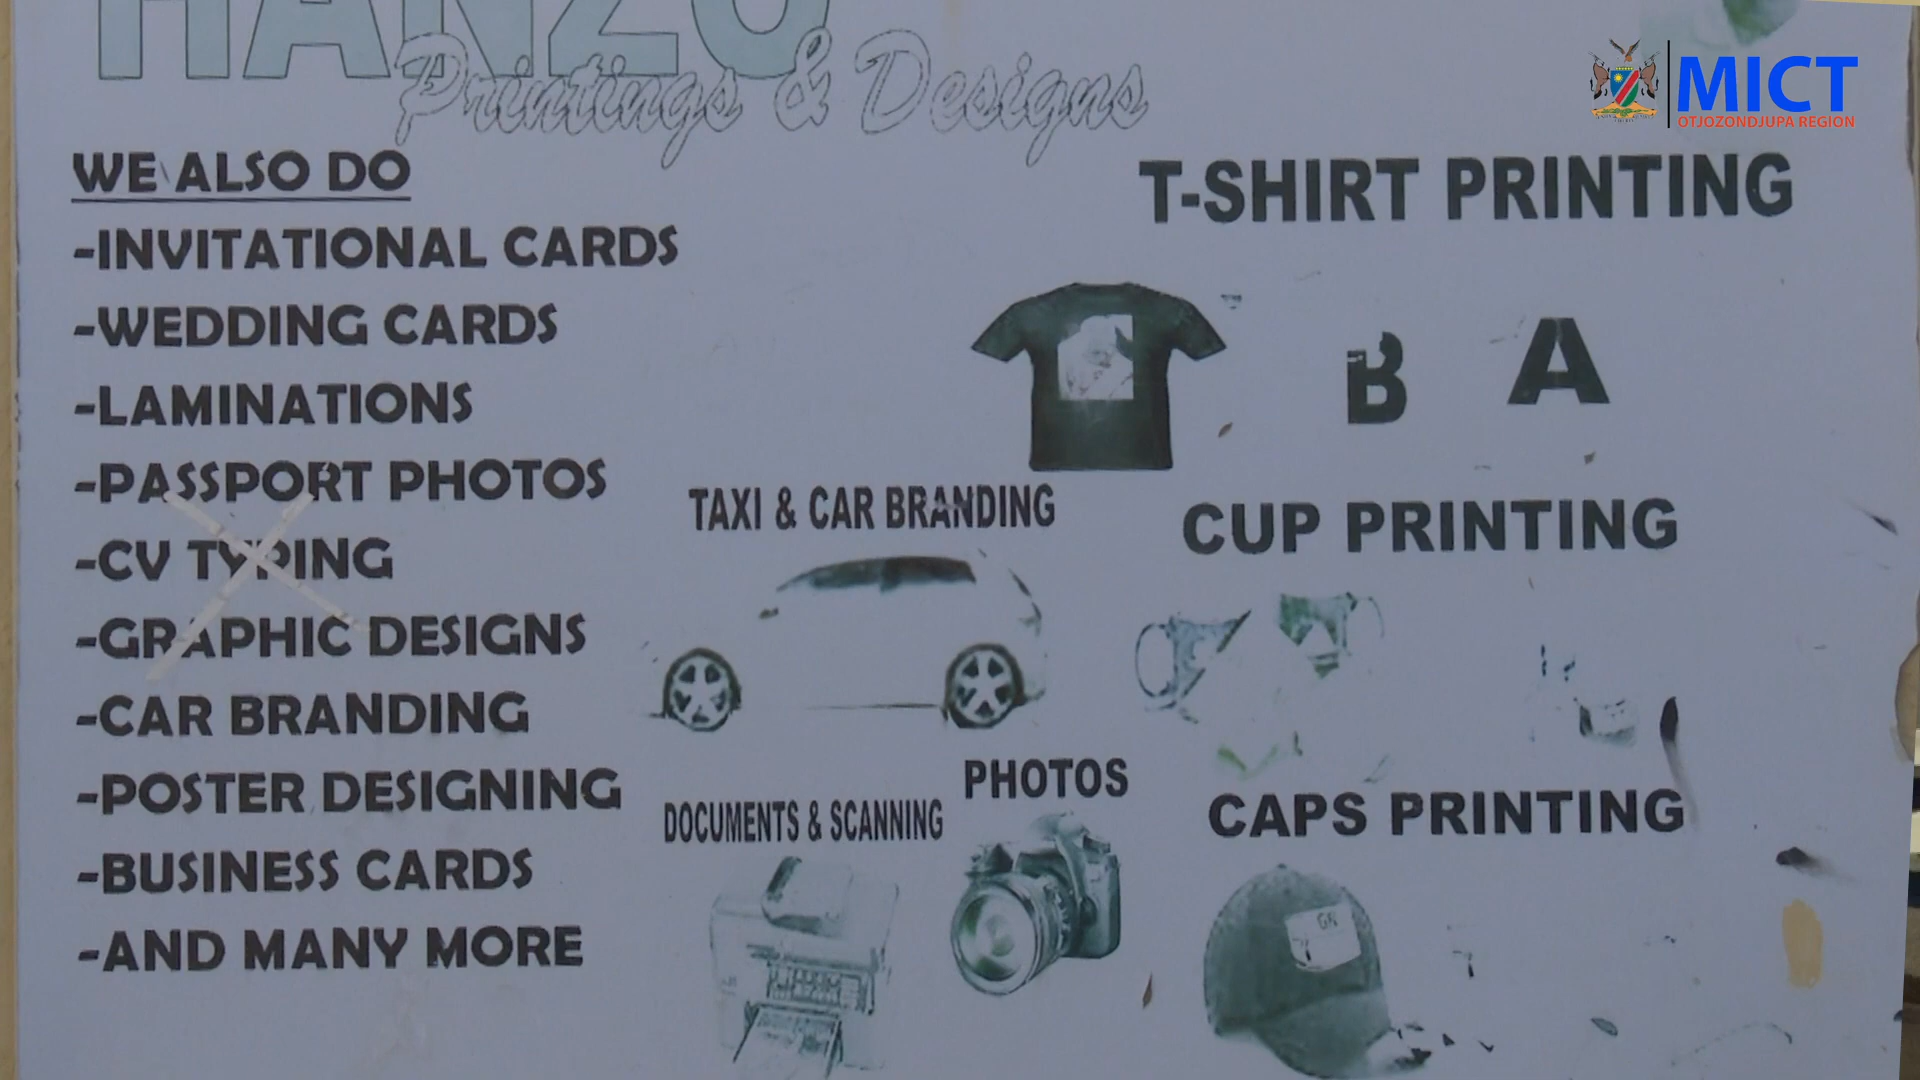 HANZO
Printings & Designs
MICT
OTJOZONDJUPA REGION
WE ALSO DO
-INVITATIONAL CARDS
-WEDDING CARDS
-LAMINATIONS
-PASSPORT PHOTOS
-CV TYPING
-GRAPHIC DESIGNS
-CAR BRANDING
-POSTER DESIGNING
-BUSINESS CARDS
-AND MANY MORE
T-SHIRT PRINTING
B A
TAXI & CAR BRANDING
CUP PRINTING
PHOTOS
DOCUMENTS & SCANNING
CAPS PRINTING